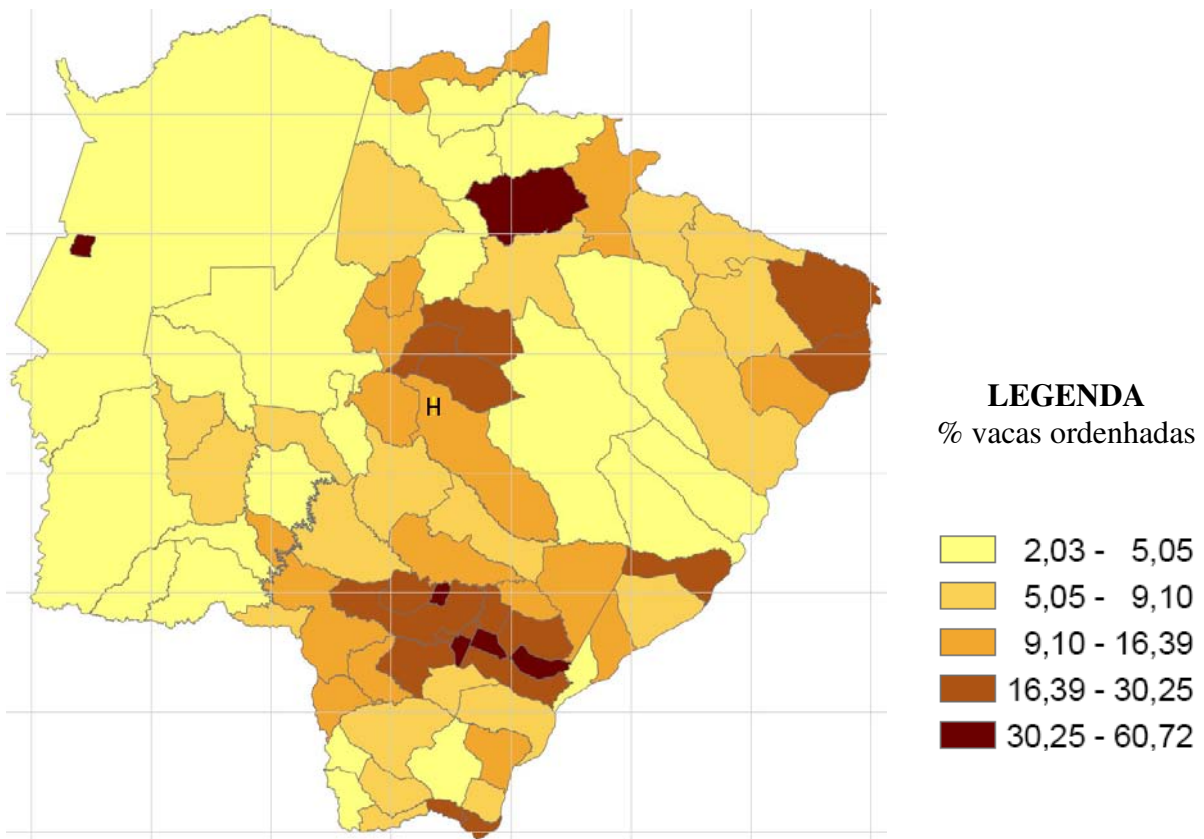 H
LEGENDA
% vacas ordenhadas
2,03 - 5,05
5,05 - 9,10
9,10 - 16,39
16,39 - 30,25
30,25 - 60,72